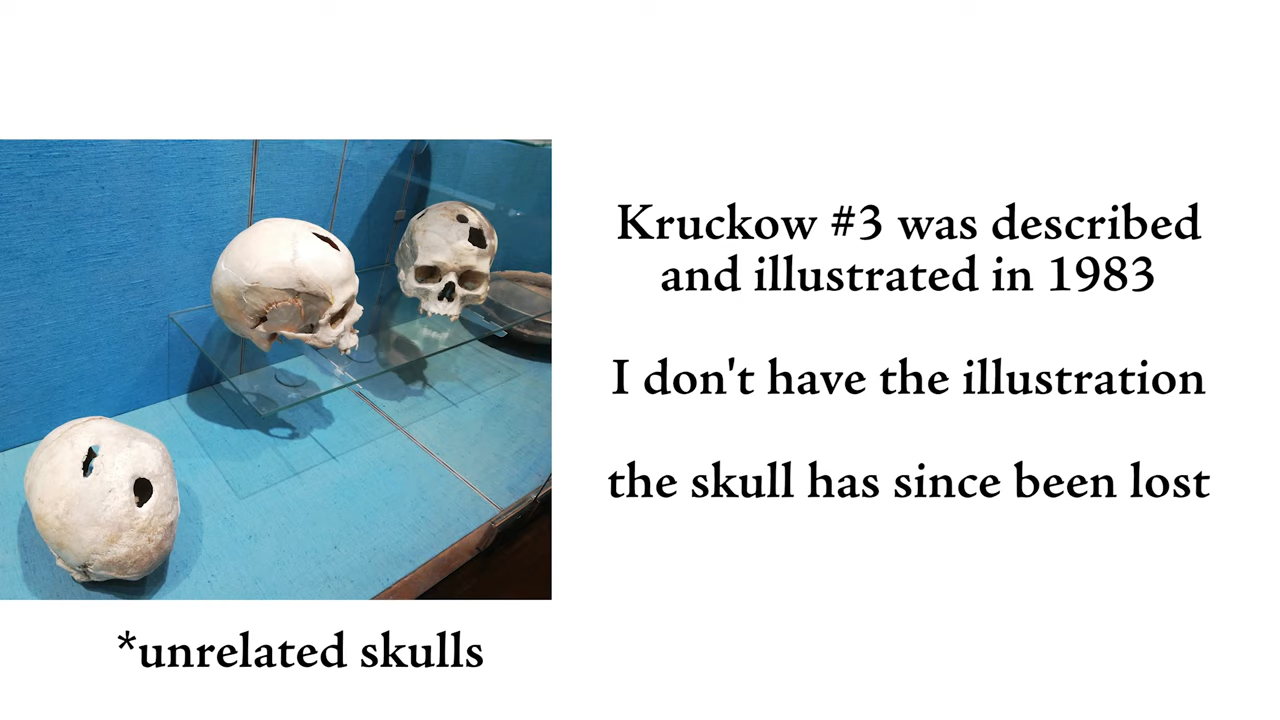 Kruckow #3 was described
and illustrated in 1983
I don't have the illustration
the skull has since been lost
*unrelated skulls